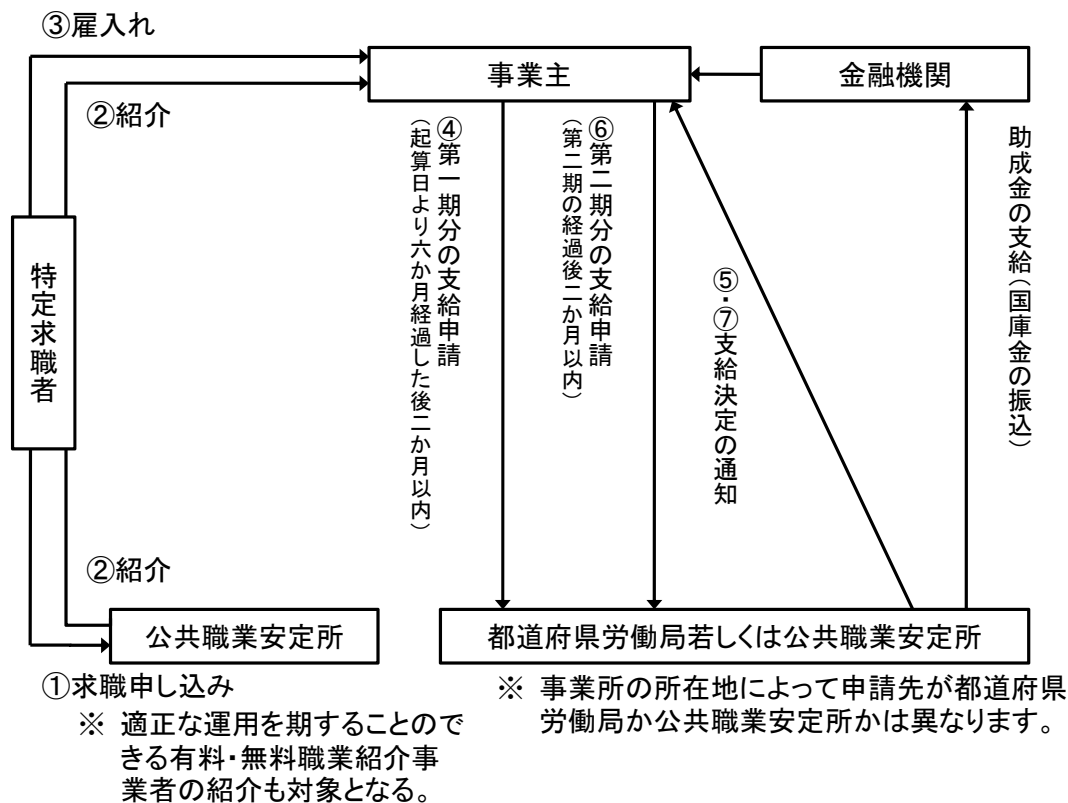 ③雇入れ
事業主
金融機関
②紹介
④第一期分の支給申請
（起算日より六か月経過した後二か月以内）
⑥第二期分の支給申請
（第二期の経過後二か月以内）
⑤・⑦支給決定の通知
助成金の支給（国庫金の振込）
特定求職者
②紹介
公共職業安定所
都道府県労働局若しくは公共職業安定所
①求職申し込み
※ 適正な運用を期することので
きる有料・無料職業紹介事
業者の紹介も対象となる。
※ 事業所の所在地によって申請先が都道府県
労働局か公共職業安定所かは異なります。